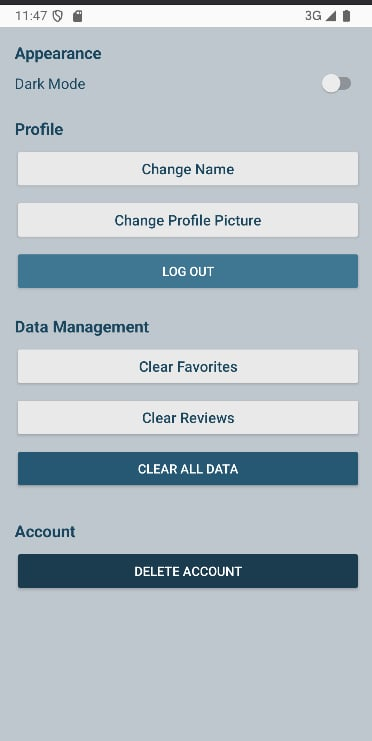 11:47 3G
Appearance
Dark Mode
Profile
Change Name
Change Profile Picture
LOG OUT
Data Management
Clear Favorites
Clear Reviews
CLEAR ALL DATA
Account
DELETE ACCOUNT